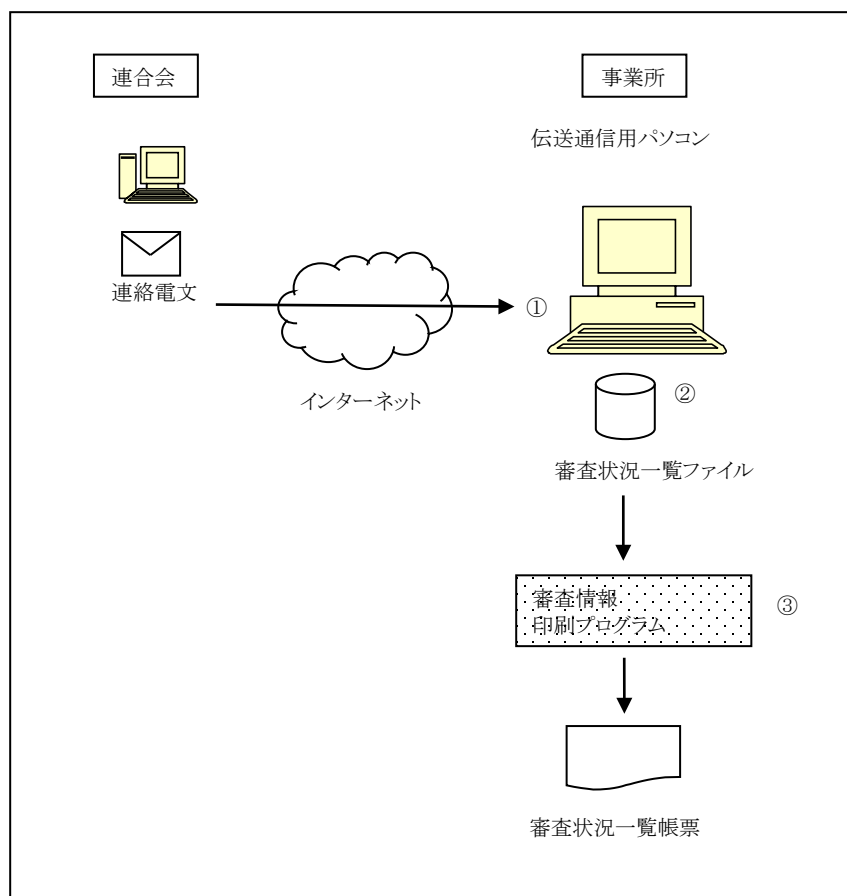 連合会
事業所
伝送通信用パソコン
連絡電文
①
インターネット
②
審査状況一覧ファイル
審査情報
印刷プログラム
③
審査状況一覧帳票